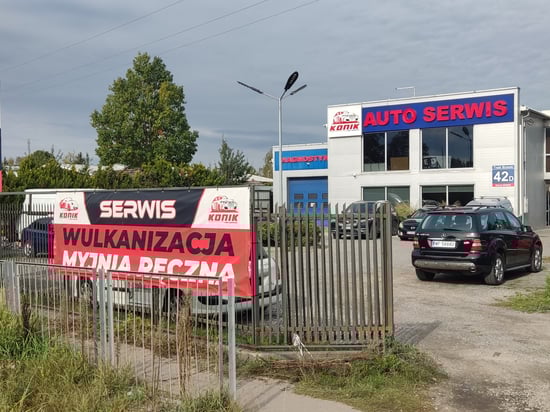 KONIK
AUTO SERWIS
42D
SERWIS
KONIK
KONIK
WULKANIZACJA
MYJNIA RĘCZNA